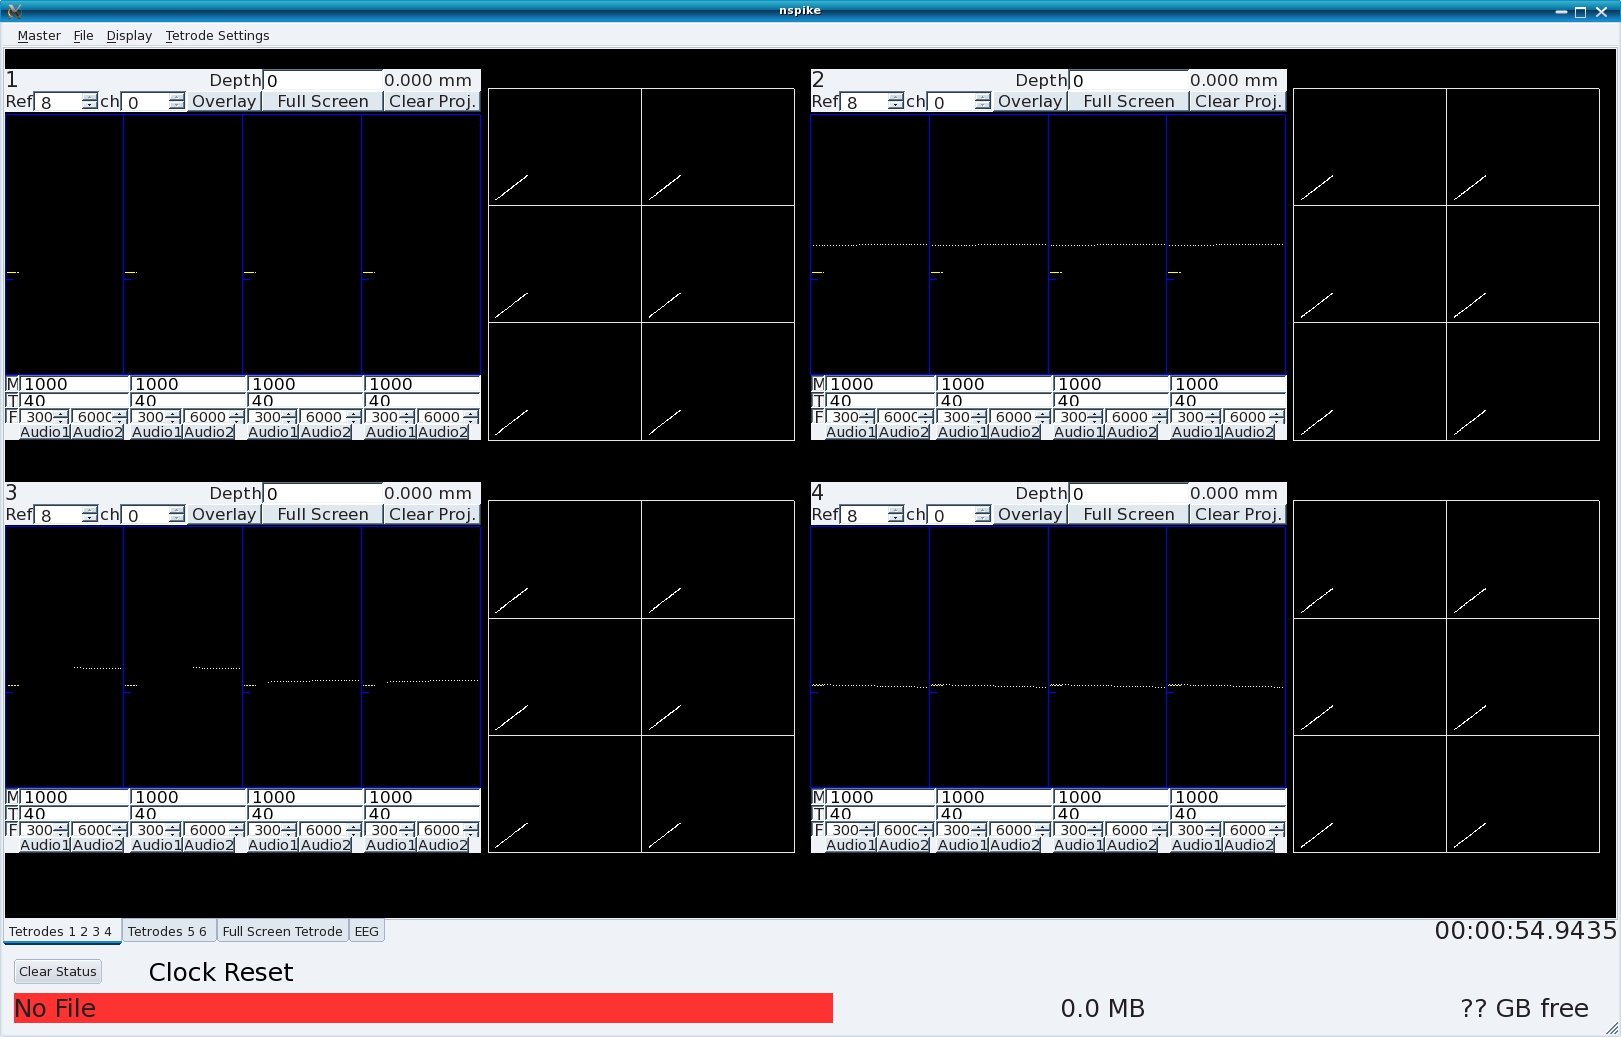 nspike
Master File Display Tetrode Settings
1 Depth 0 0.000 mm
Ref 8 ch 0 Overlay Full Screen Clear Proj.
M 1000 1000 1000 1000
T 40 40 40 40
F 300 6000 300 6000 300 6000 300 6000
Audio1 Audio2 Audio1 Audio2 Audio1 Audio2 Audio1 Audio2
2 Depth 0 0.000 mm
Ref 8 ch 0 Overlay Full Screen Clear Proj.
M 1000 1000 1000 1000
T 40 40 40 40
F 300 6000 300 6000 300 6000 300 6000
Audio1 Audio2 Audio1 Audio2 Audio1 Audio2 Audio1 Audio2
3 Depth 0 0.000 mm
Ref 8 ch 0 Overlay Full Screen Clear Proj.
M 1000 1000 1000 1000
T 40 40 40 40
F 300 6000 300 6000 300 6000 300 6000
Audio1 Audio2 Audio1 Audio2 Audio1 Audio2 Audio1 Audio2
4 Depth 0 0.000 mm
Ref 8 ch 0 Overlay Full Screen Clear Proj.
M 1000 1000 1000 1000
T 40 40 40 40
F 300 6000 300 6000 300 6000 300 6000
Audio1 Audio2 Audio1 Audio2 Audio1 Audio2 Audio1 Audio2
Tetrodes 1 2 3 4 Tetrodes 5 6 Full Screen Tetrode EEG 00:00:54.9435
Clear Status Clock Reset
No File 0.0 MB ?? GB free